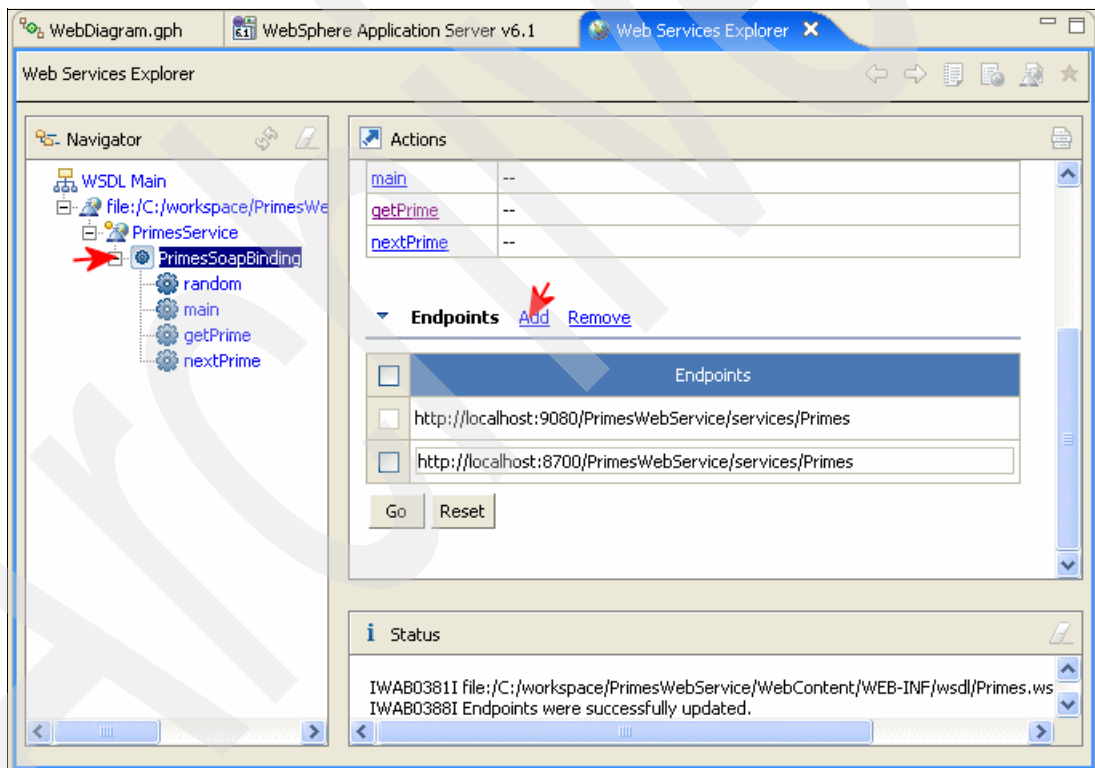 WebDiagram.gph
6.1
WebSphere Application Server v6.1
Web Services Explorer
Web Services Explorer
Navigator
WSDL Main
file:/C:/workspace/PrimesWe
PrimesService
PrimesSoapBinding
random
main
getPrime
nextPrime
Actions
main --
getPrime --
nextPrime --
Endpoints Add Remove
Endpoints
http://localhost:9080/PrimesWebService/services/Primes
http://localhost:8700/PrimesWebService/services/Primes
Go Reset
i Status
IWAB0381I file:/C:/workspace/PrimesWebService/WebContent/WEB-INF/wsdl/Primes.ws
IWAB0388I Endpoints were successfully updated.